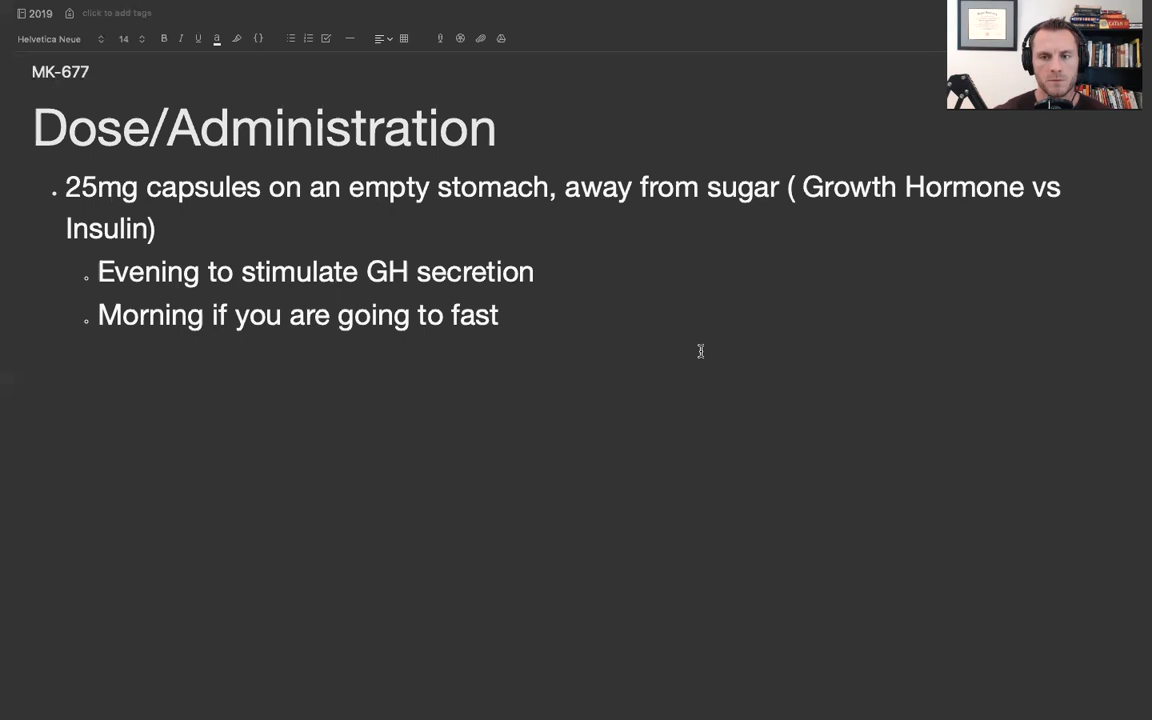 2019 click to add tags
Helvetica Neue 14 B I U a {}
MK-677
Dose/Administration
25mg capsules on an empty stomach, away from sugar ( Growth Hormone vs
Insulin)
Evening to stimulate GH secretion
Morning if you are going to fast
CATAN